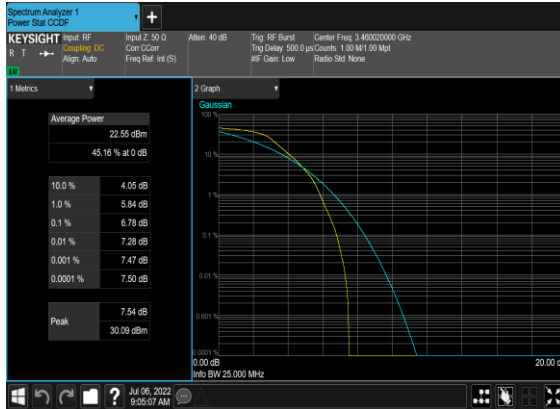 Spectrum Analyzer 1
Power Stat CCDF
KEYSIGHT
R T
LU
Input: RF
Coupling: DC
Align: Auto
Input Z: 50 Ω
Corr CCorr
Freq Ref: Int (S)
Atten: 40 dB
Trig: RF Burst
Trig Delay: 500.0 µs
#IF Gain: Low
Center Freq: 3.460020000 GHz
Counts: 1.00 M/1.00 Mpt
Radio Std: None
1 Metrics
Average Power
22.55 dBm
45.16 % at 0 dB
10.0 % 4.05 dB
1.0 % 5.84 dB
0.1 % 6.78 dB
0.01 % 7.28 dB
0.001 % 7.47 dB
0.0001 % 7.50 dB
Peak
7.54 dB
30.09 dBm
2 Graph
Gaussian
100 %
10 %
1 %
0.1 %
0.01 %
0.001 %
0.0001 %
0.00 dB
20.00
Info BW 25.000 MHz
Jul 06, 2022
9:05:07 AM